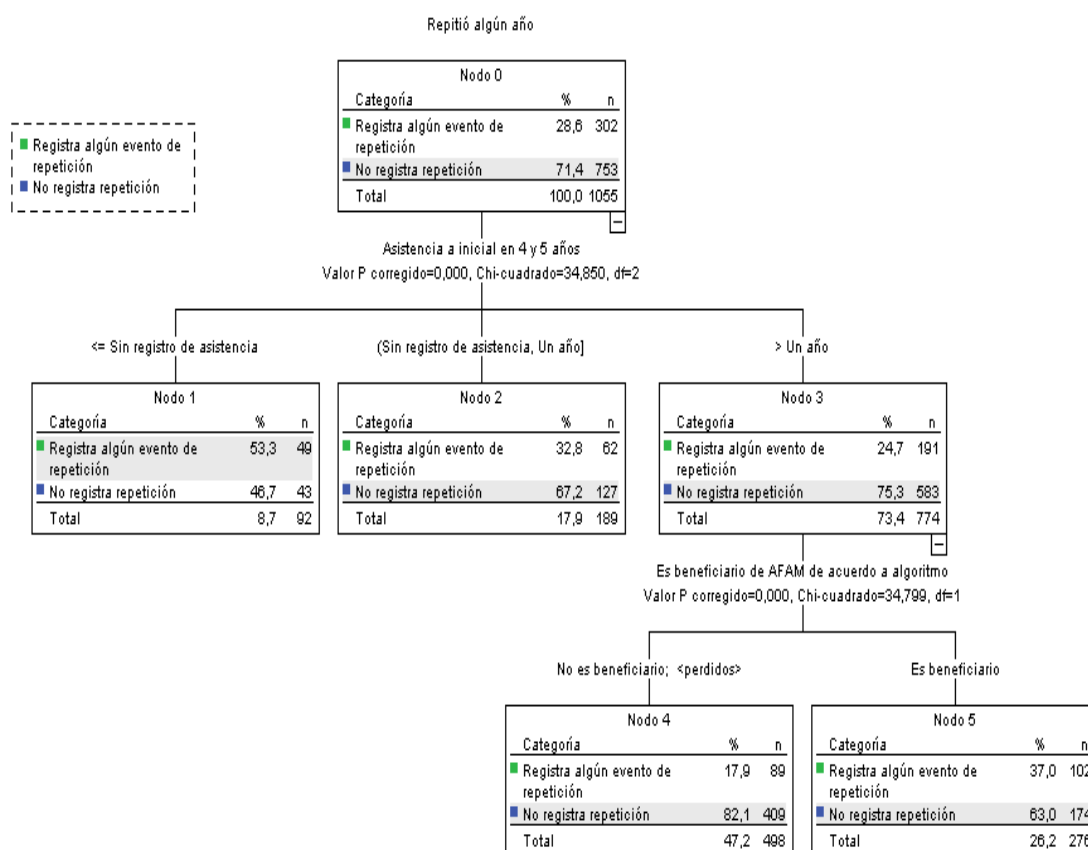 Repitió algún año
Nodo 0
Categoría % n
Registra algún evento de
repetición 28,6 302
No registra repetición 71,4 753
Total 100,0 1055
Registra algún evento de
repetición
No registra repetición
Asistencia a inicial en 4 y 5 años
Valor P corregido=0,000, Chi-cuadrado=34,850, df=2
<= Sin registro de asistencia
(Sin registro de asistencia, Un año]
> Un año
Nodo 1
Categoría % n
Registra algún evento de 53,3 49
repetición
No registra repetición 46,7 43
Total 8,7 92
Nodo 2
Categoría % n
Registra algún evento de 32,8 62
repetición
No registra repetición 67,2 127
Total 17,9 189
Nodo 3
Categoría % n
Registra algún evento de 24,7 191
repetición
No registra repetición 75,3 583
Total 73,4 774
Es beneficiario de AFAM de acuerdo a algoritmo
Valor P corregido=0,000, Chi-cuadrado=34,799, df=1
No es beneficiario; <perdidos>
Es beneficiario
Nodo 4
Categoría % n
Registra algún evento de 17,9 89
repetición
No registra repetición 82,1 409
Total 47,2 498
Nodo 5
Categoría % n
Registra algún evento de 37,0 102
repetición
No registra repetición 63,0 174
Total 26,2 276